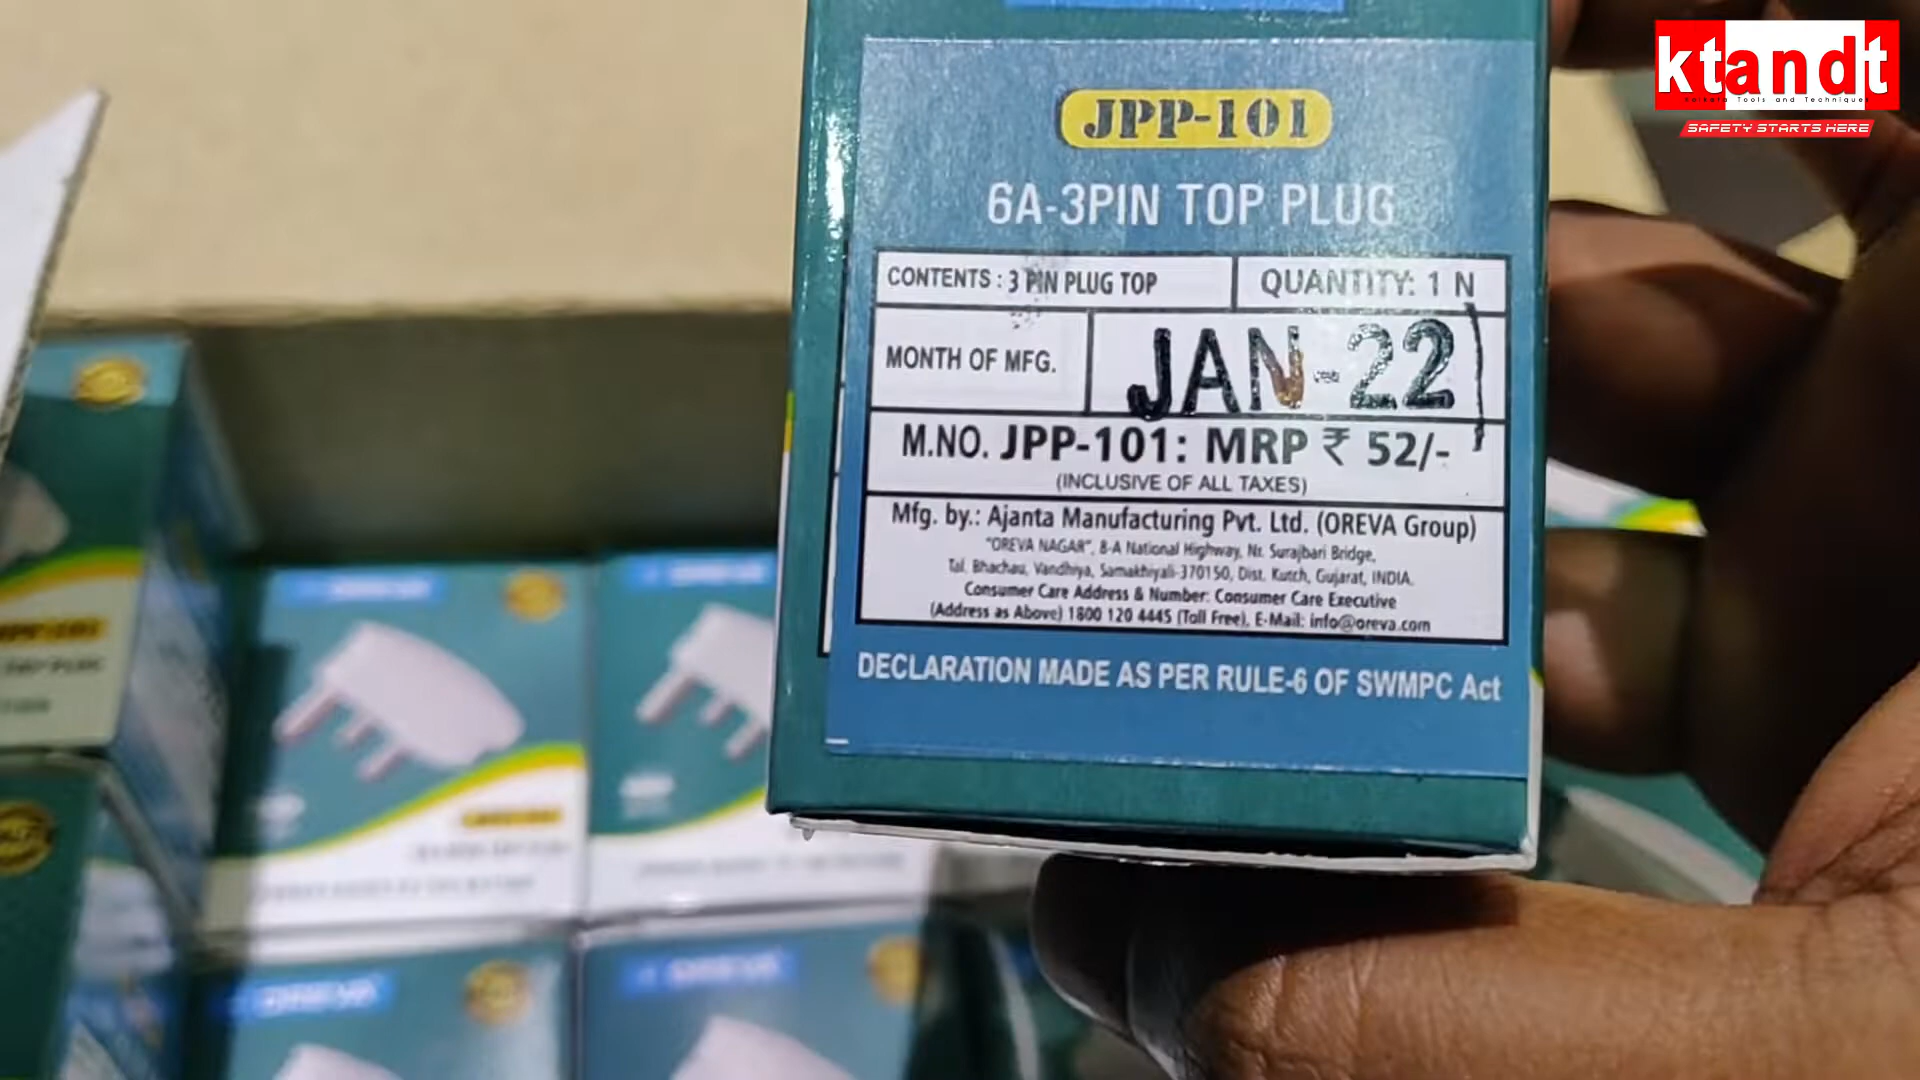 ktandt
Kolkata Tools and Techniques
SAFETY STARTS HERE
JPP-101
6A-3PIN TOP PLUG
CONTENTS : 3 PIN PLUG TOP
QUANTITY: 1 N
MONTH OF MFG.
JAN-22
M.NO. JPP-101: MRP ₹ 52/-
(INCLUSIVE OF ALL TAXES)
Mfg. by.: Ajanta Manufacturing Pvt. Ltd. (OREVA Group)
"OREVA NAGAR", 8-A National Highway, Nr. Surajbari Bridge,
Tal. Bhachau, Vandhiya, Samakhiyali-370150, Dist. Kutch, Gujarat, INDIA.
Consumer Care Address & Number: Consumer Care Executive
(Address as Above) 1800 120 4445 (Toll Free), E-Mail: info@oreva.com
DECLARATION MADE AS PER RULE-6 OF SWMPC Act
OREVA
OREVA